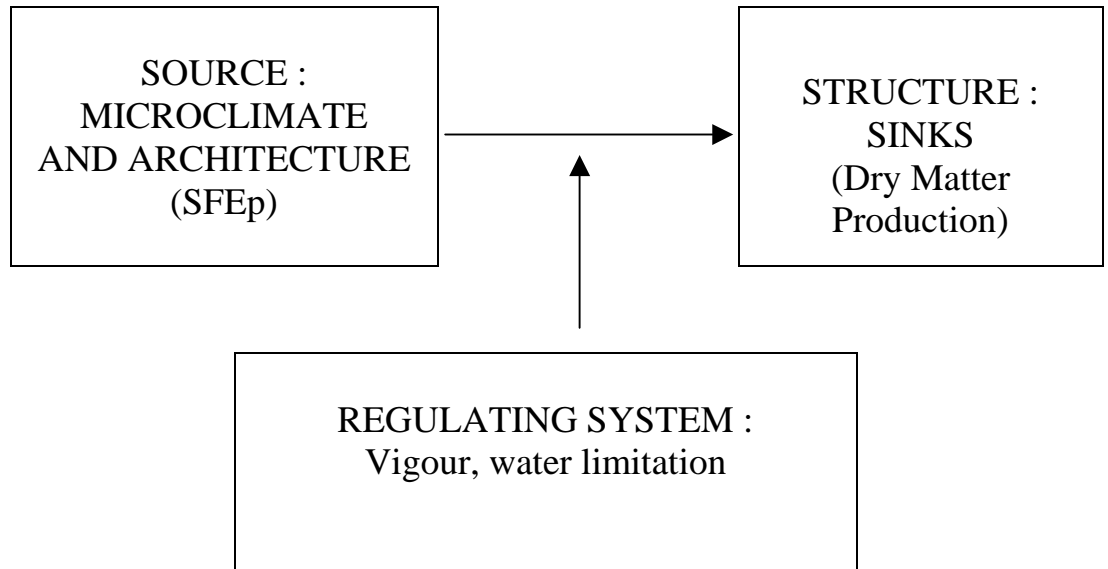 SOURCE :
MICROCLIMATE
AND ARCHITECTURE
(SFEp)
STRUCTURE :
SINKS
(Dry Matter
Production)
REGULATING SYSTEM :
Vigour, water limitation